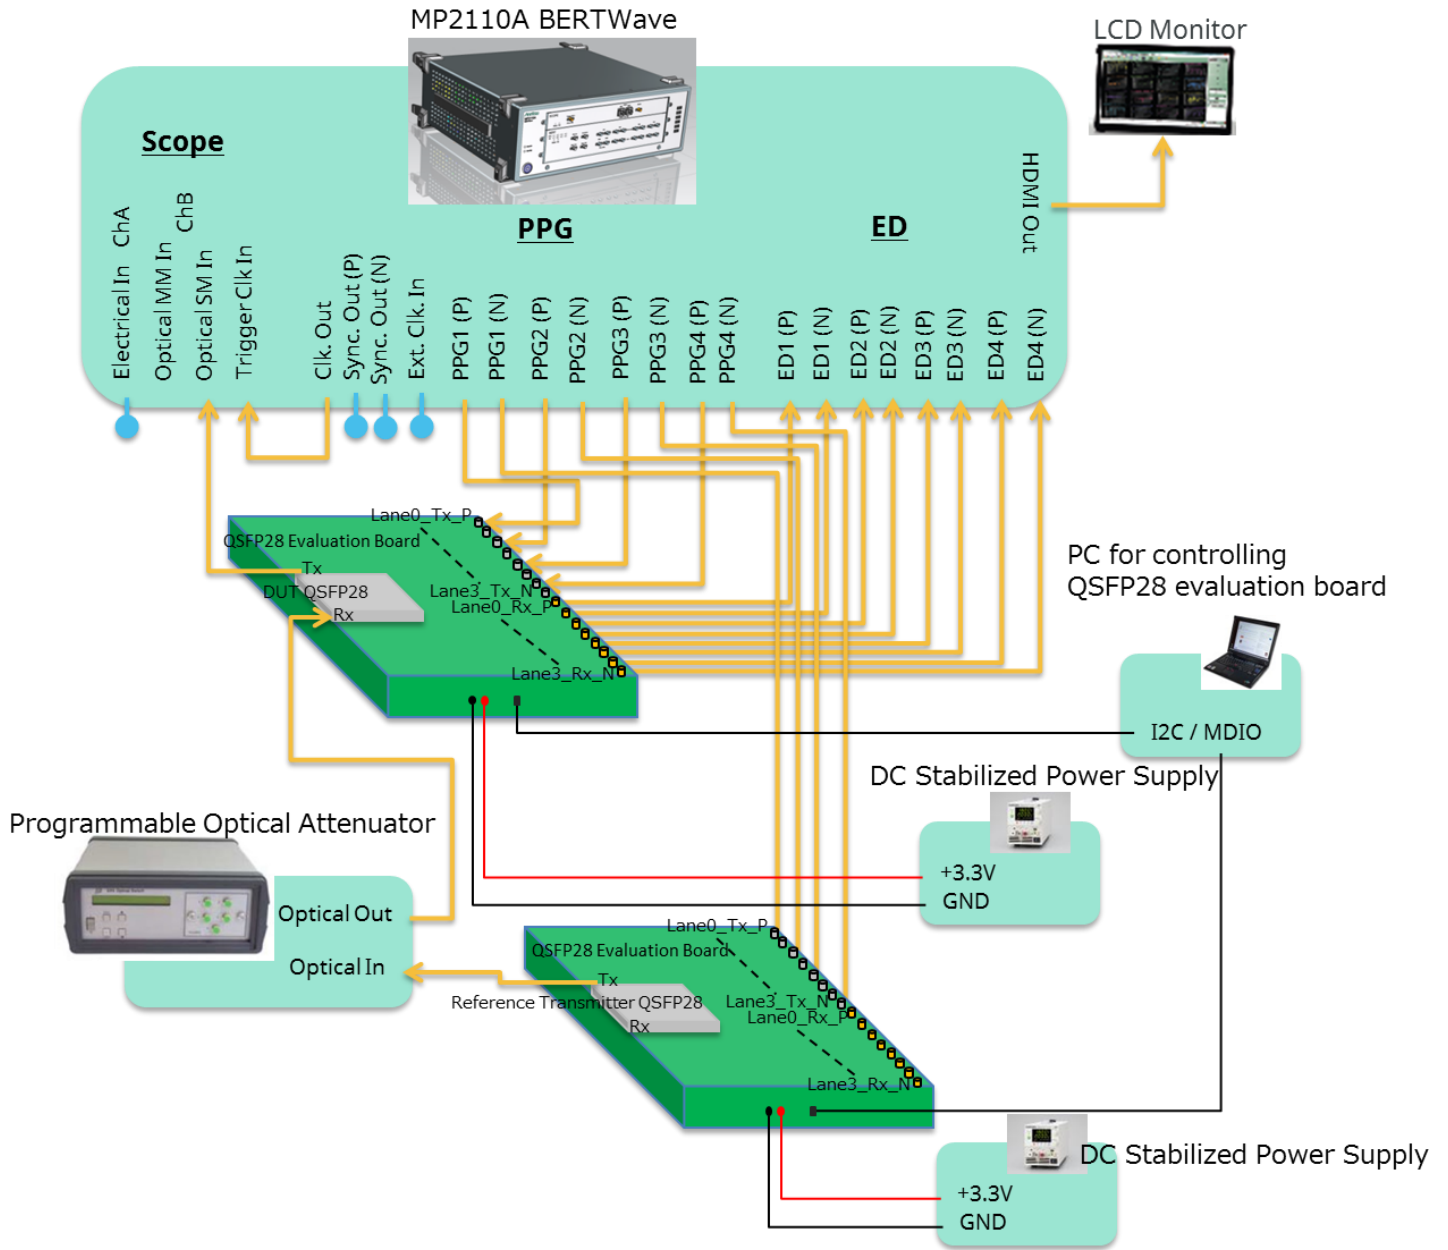 MP2110A BERTWave
LCD Monitor
Scope
PPG
ED
HDMI Out
Electrical In ChA
Optical MM In
ChB
Optical SM In
Trigger Clk In
Clk. Out
Sync. Out (P)
Sync. Out (N)
Ext. Clk. In
PPG1 (P)
PPG1 (N)
PPG2 (P)
PPG2 (N)
PPG3 (P)
PPG3 (N)
PPG4 (P)
PPG4 (N)
ED1 (P)
ED1 (N)
ED2 (P)
ED2 (N)
ED3 (P)
ED3 (N)
ED4 (P)
ED4 (N)
Lane0_Tx_P
QSFP28 Evaluation Board
Tx
DUT QSFP28
Rx
Lane3_Tx_N
Lane0_Rx_P
Lane3_Rx_N
PC for controlling
QSFP28 evaluation board
I2C / MDIO
DC Stabilized Power Supply
+3.3V
GND
Programmable Optical Attenuator
Optical Out
Optical In
Lane0_Tx_P
QSFP28 Evaluation Board
Tx
Reference Transmitter QSFP28
Rx
Lane3_Tx_N
Lane0_Rx_P
Lane3_Rx_N
DC Stabilized Power Supply
+3.3V
GND